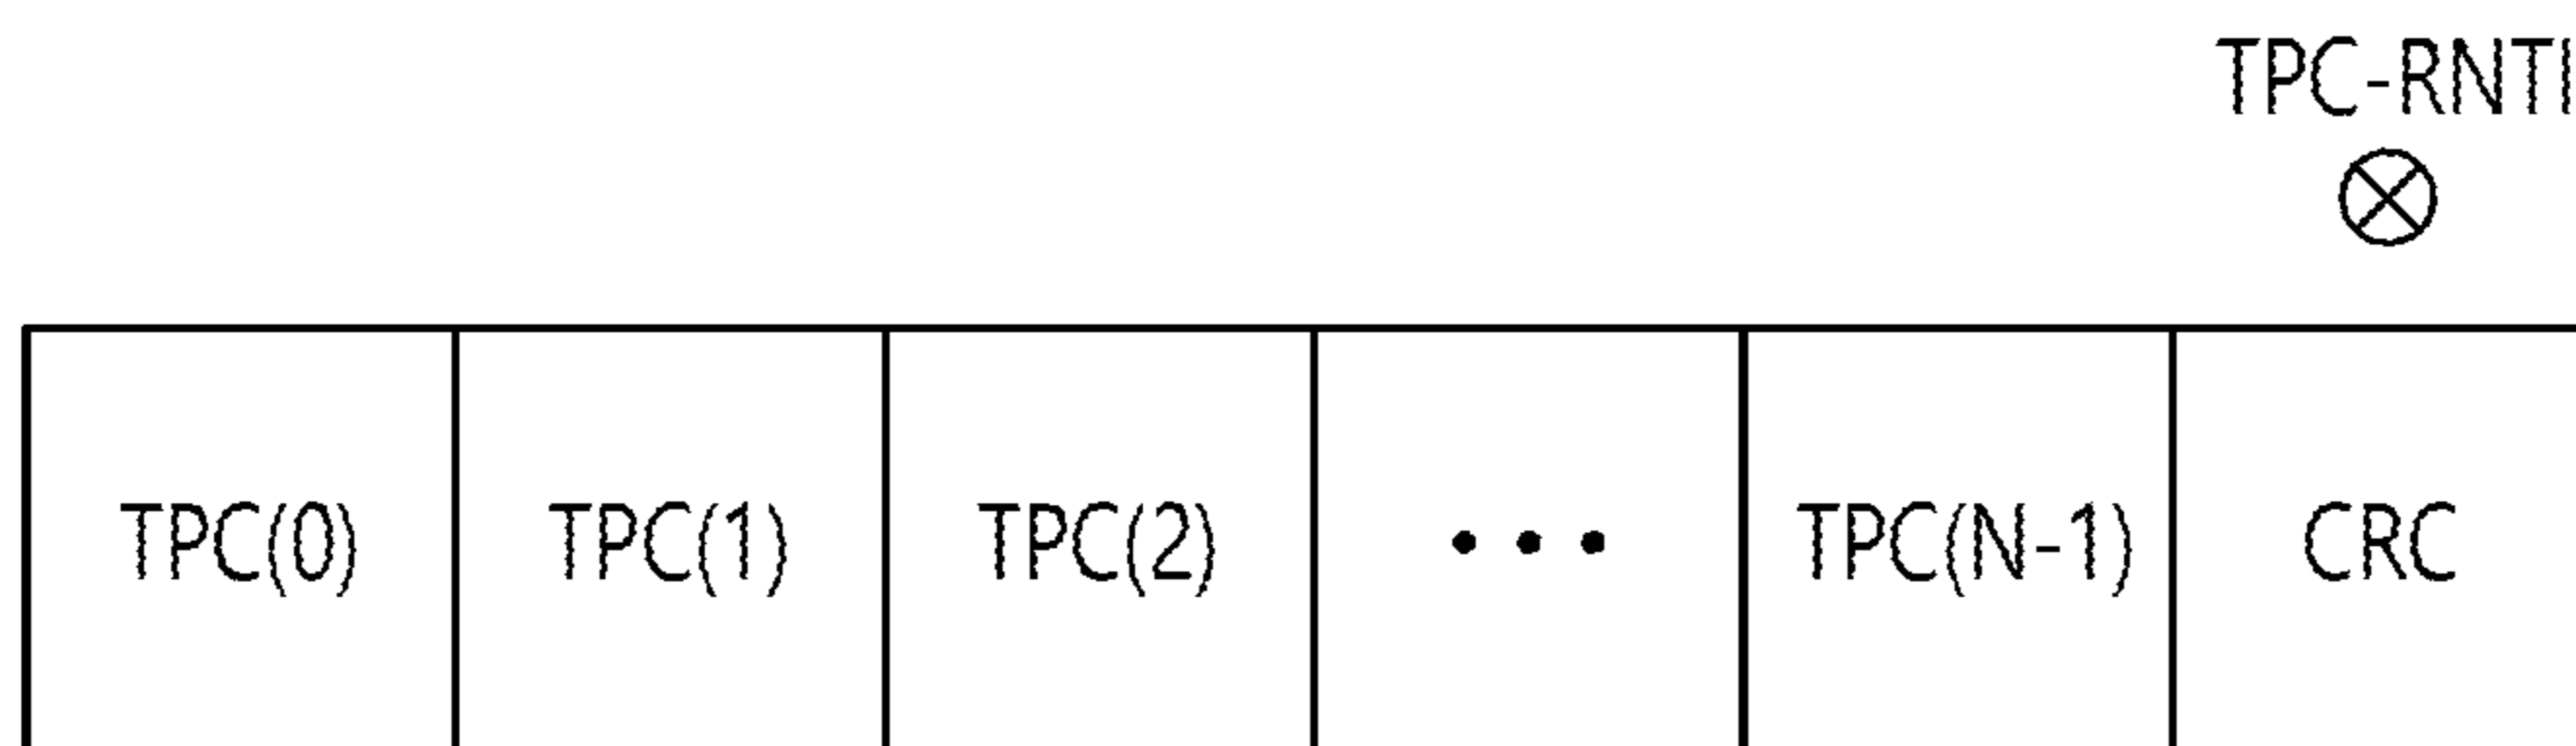 TPC-RNTI
TPC(0) TPC(1) TPC(2) • • • TPC(N-1) CRC